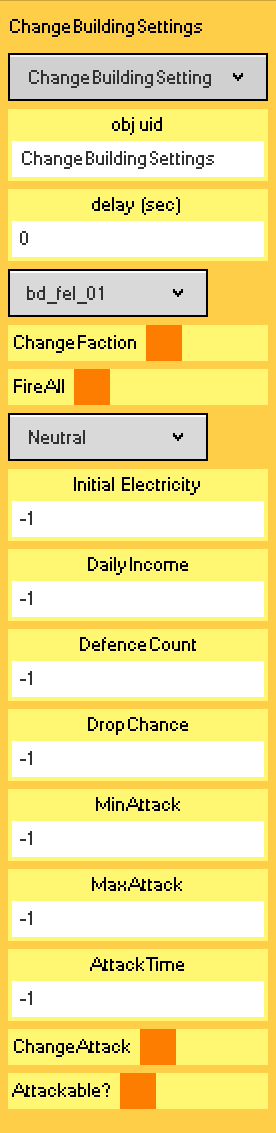 ChangeBuildingSettings
ChangeBuildingSetting
obj uid
ChangeBuildingSettings
delay (sec)
0
bd_fel_01
ChangeFaction
FireAll
Neutral
Initial Electricity
-1
DailyIncome
-1
DefenceCount
-1
DropChance
-1
MinAttack
-1
MaxAttack
-1
AttackTime
-1
ChangeAttack
Attackable?